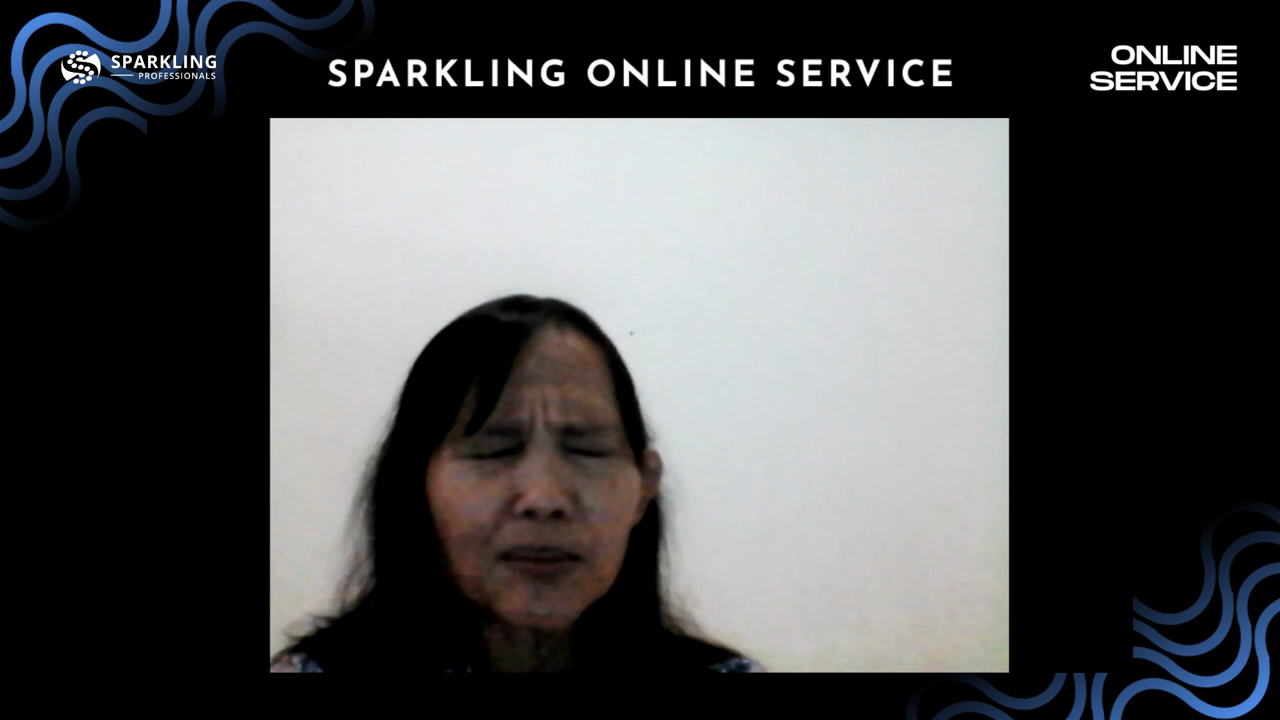 SPARKLING
PROFESSIONALS
SPARKLING ONLINE SERVICE
ONLINE
SERVICE